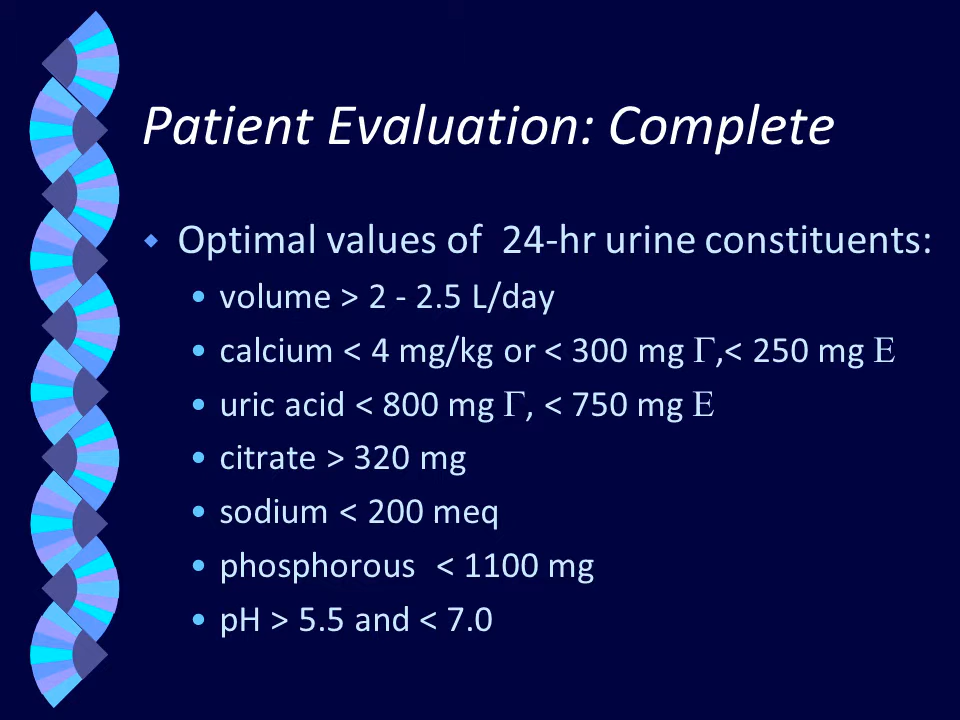 Patient Evaluation: Complete
Optimal values of 24-hr urine constituents:
volume > 2 - 2.5 L/day
calcium < 4 mg/kg or < 300 mg Γ,< 250 mg Ε
uric acid < 800 mg Γ, < 750 mg Ε
citrate > 320 mg
sodium < 200 meq
phosphorous < 1100 mg
pH > 5.5 and < 7.0